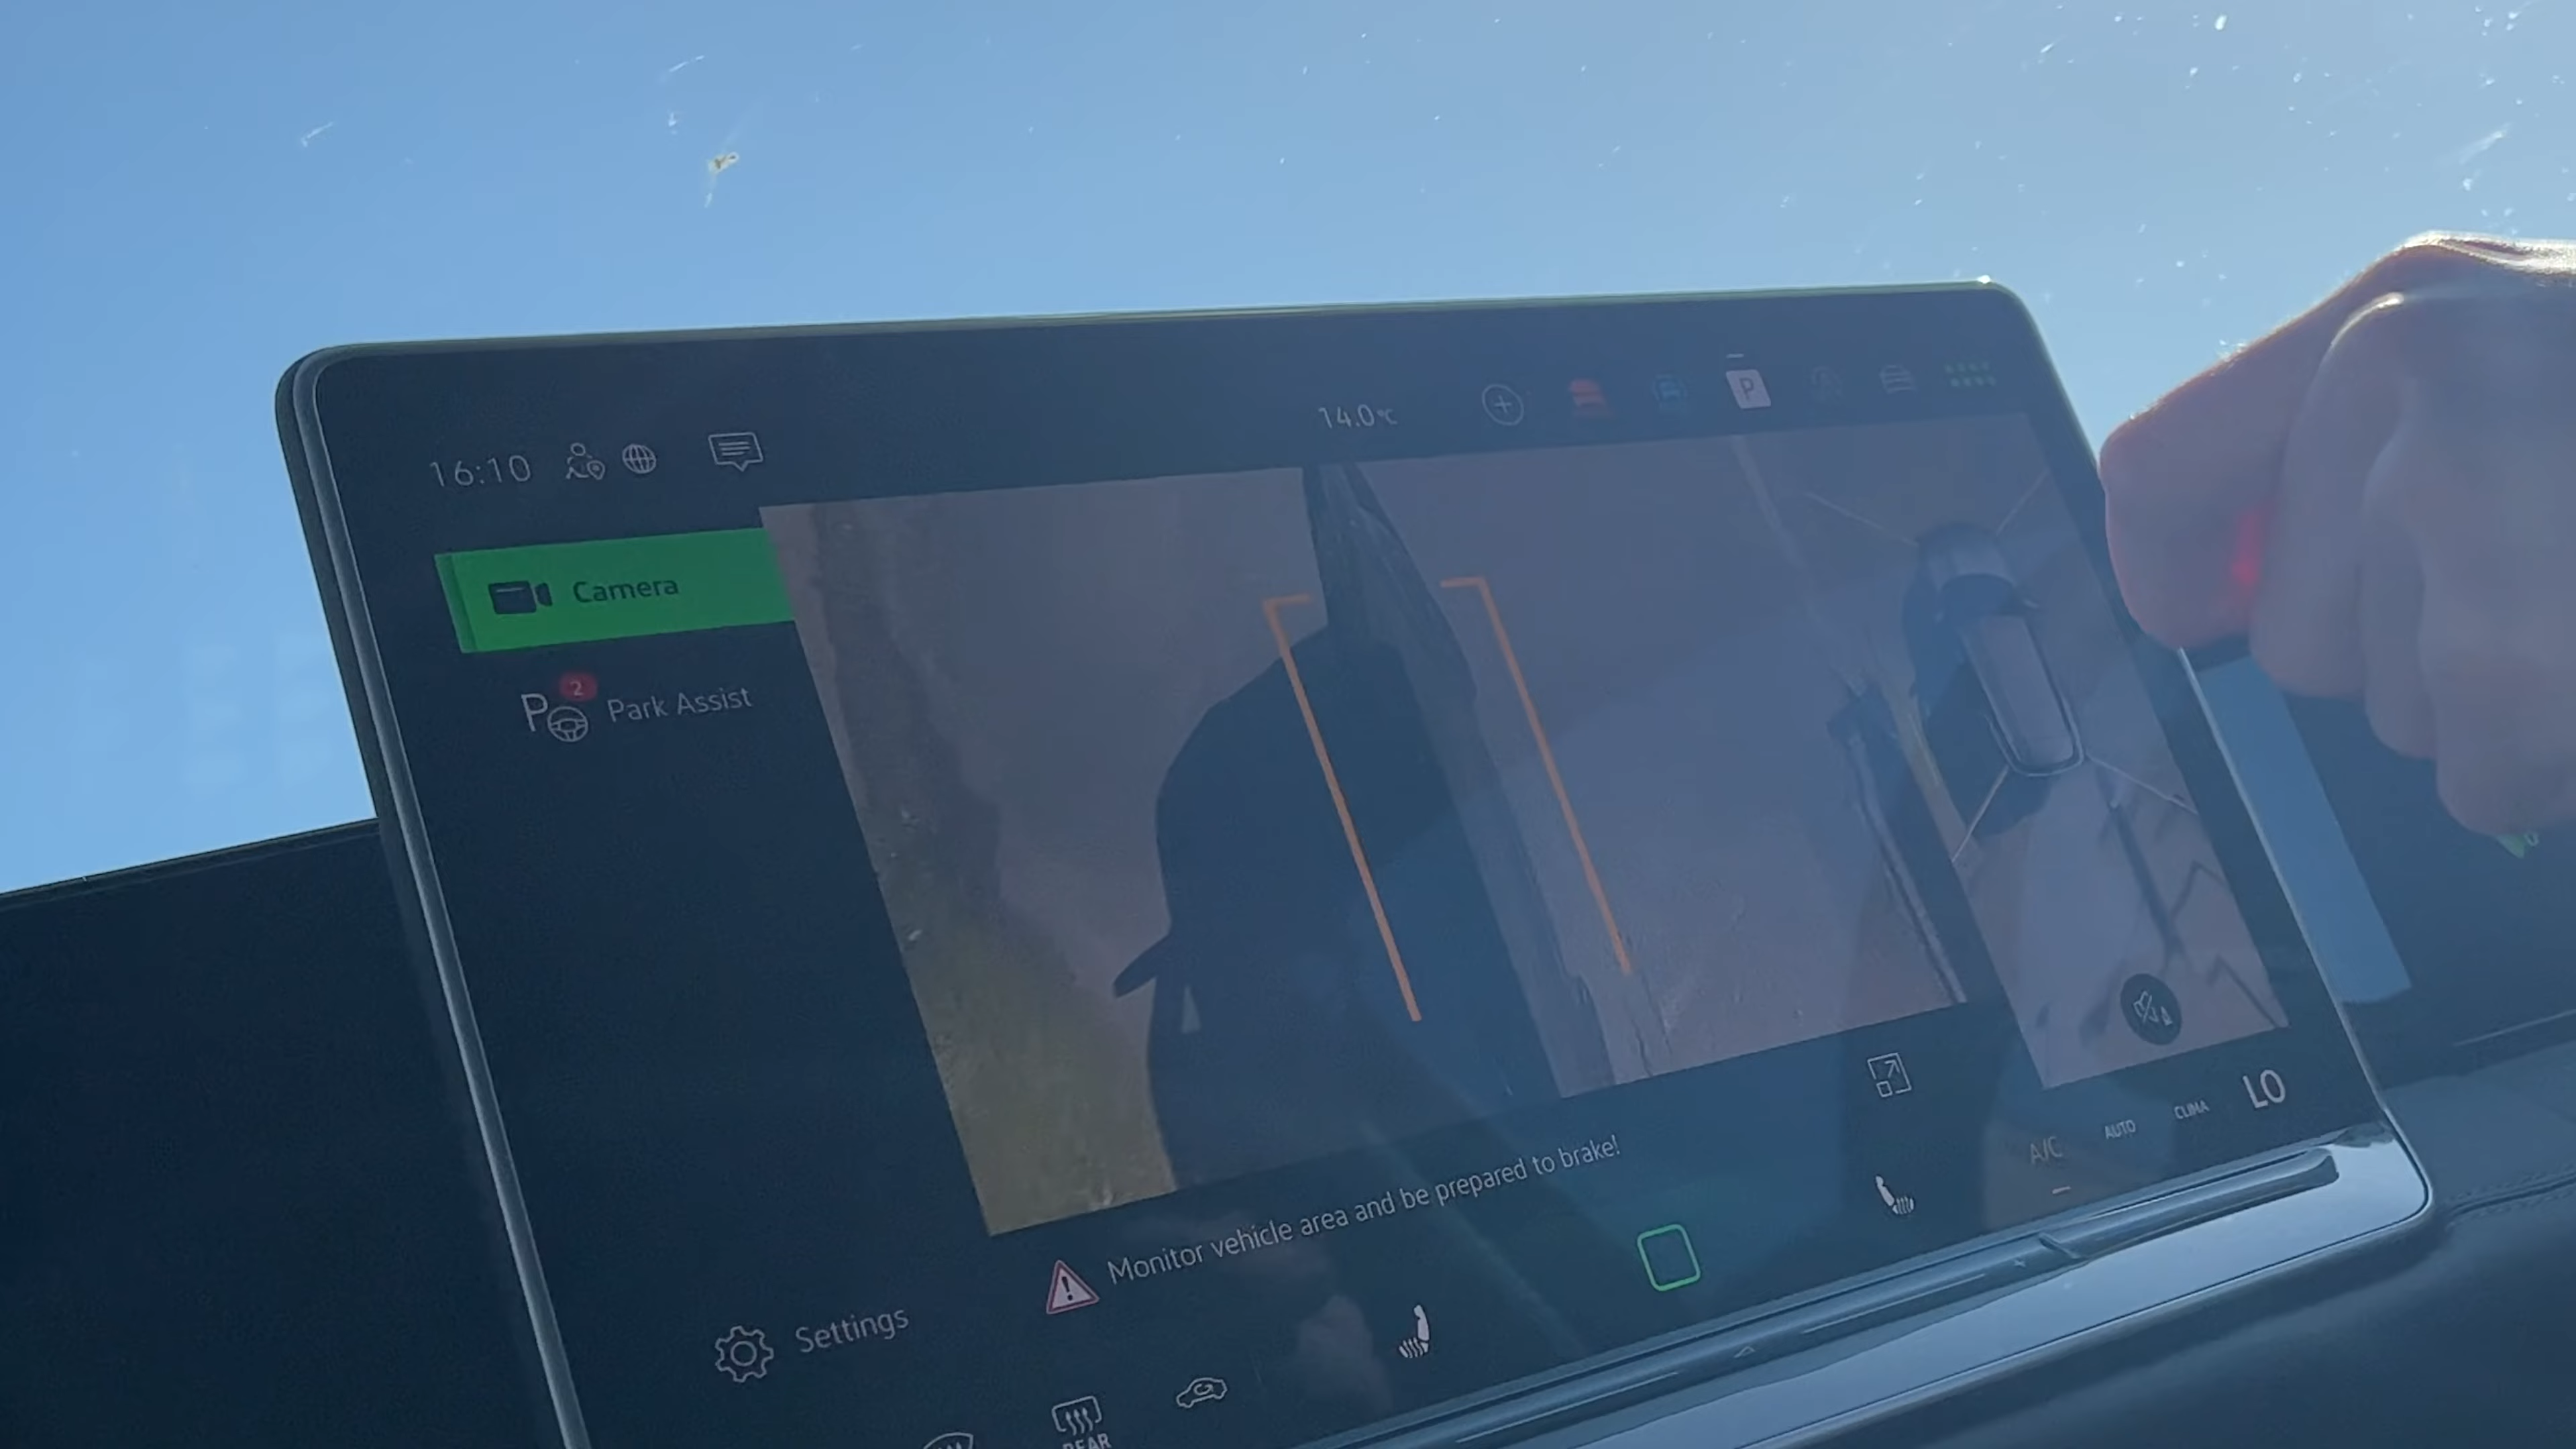 16:10
14.0°C
P
Camera
2
P Park Assist
Monitor vehicle area and be prepared to brake!
Settings
A/C AUTO CLIMA LO
REAR